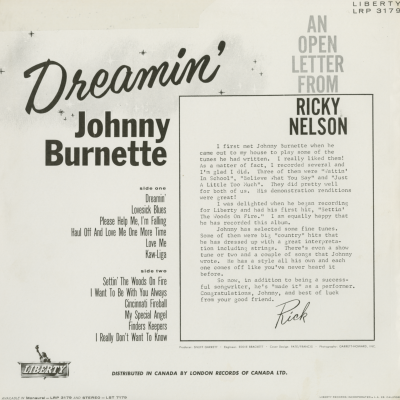 LIBERTY
LRP 3179
AN
OPEN
LETTER
FROM
RICKY
NELSON
Dreamin'
Johnny
Burnette
side one
Dreamin'
Lovesick Blues
Please Help Me, I'm Falling
Haul Off And Love Me One More Time
Love Me
Kaw-Liga
side two
Settin' The Woods On Fire
I Want To Be With You Always
Cincinnati Fireball
My Special Angel
Finders Keepers
I Really Don't Want To Know
I first met Johnny Burnette when he
came out to my house to play some of the
tunes he had written. I really liked them!
As a matter of fact, I recorded several and
I'm glad I did. Three of them were "Waitin'
In School", "Believe What You Say" and "Just
A Little Too Much". They did pretty well
for both of us. His demonstration renditions
were great!
I was delighted when he began recording
for Liberty and had his first hit, "Settin'
The Woods On Fire." I am equally happy that
he has recorded this album.
Johnny has selected some fine tunes.
Some of them were big "country" hits that
he has dressed up with a great interpreta-
tion including strings. There's even a show
tune or two and a couple of songs that Johnny
wrote. He has a style all his own and each
one comes off like you've never heard it
before.
So now, in addition to being a success-
ful songwriter, he's "made it" as a performer.
Congratulations, Johnny, and best of luck
from your good friend.
Rick
LIBERTY
DISTRIBUTED IN CANADA BY LONDON RECORDS OF CANADA LTD.
AVAILABLE IN Monaural—LRP 3179 AND STEREO—LST 7179